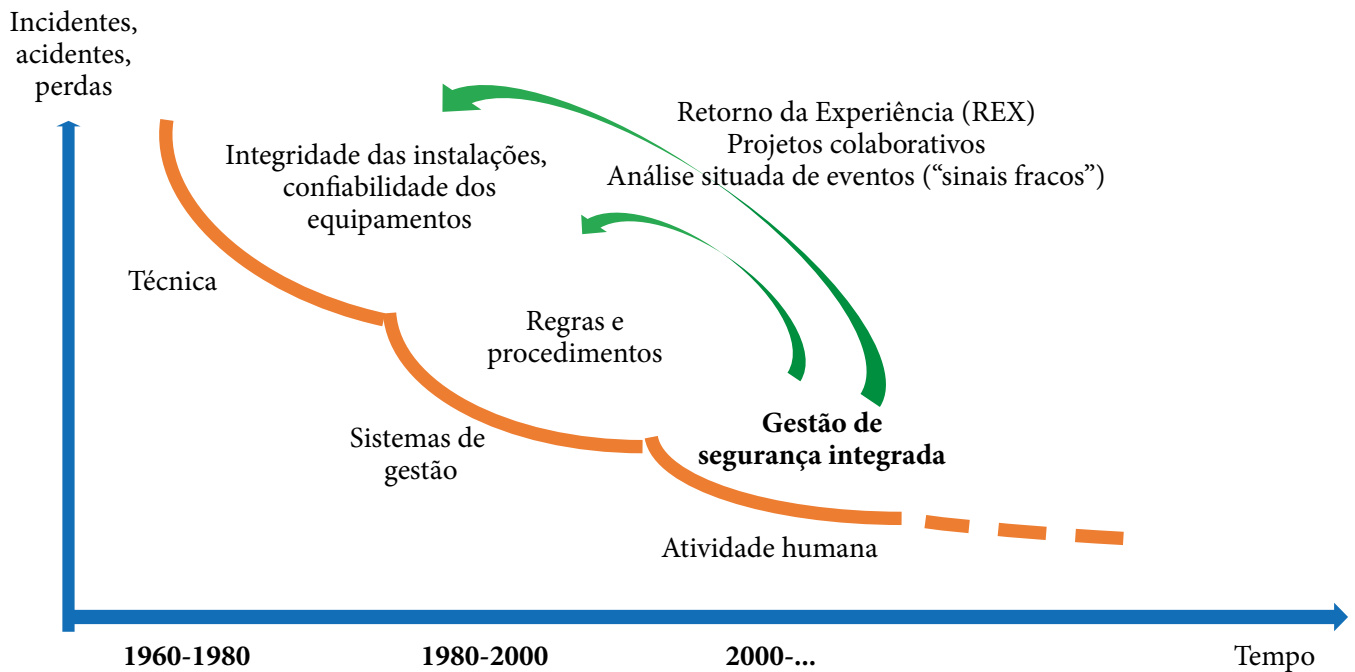 Incidentes,
acidentes,
perdas
Retorno da Experiência (REX)
Projetos colaborativos
Análise situada de eventos (“sinais fracos”)
Integridade das instalações,
confiabilidade dos
equipamentos
Técnica
Regras e
procedimentos
Sistemas de
gestão
Gestão de
segurança integrada
Atividade humana
1960-1980
1980-2000
2000-...
Tempo